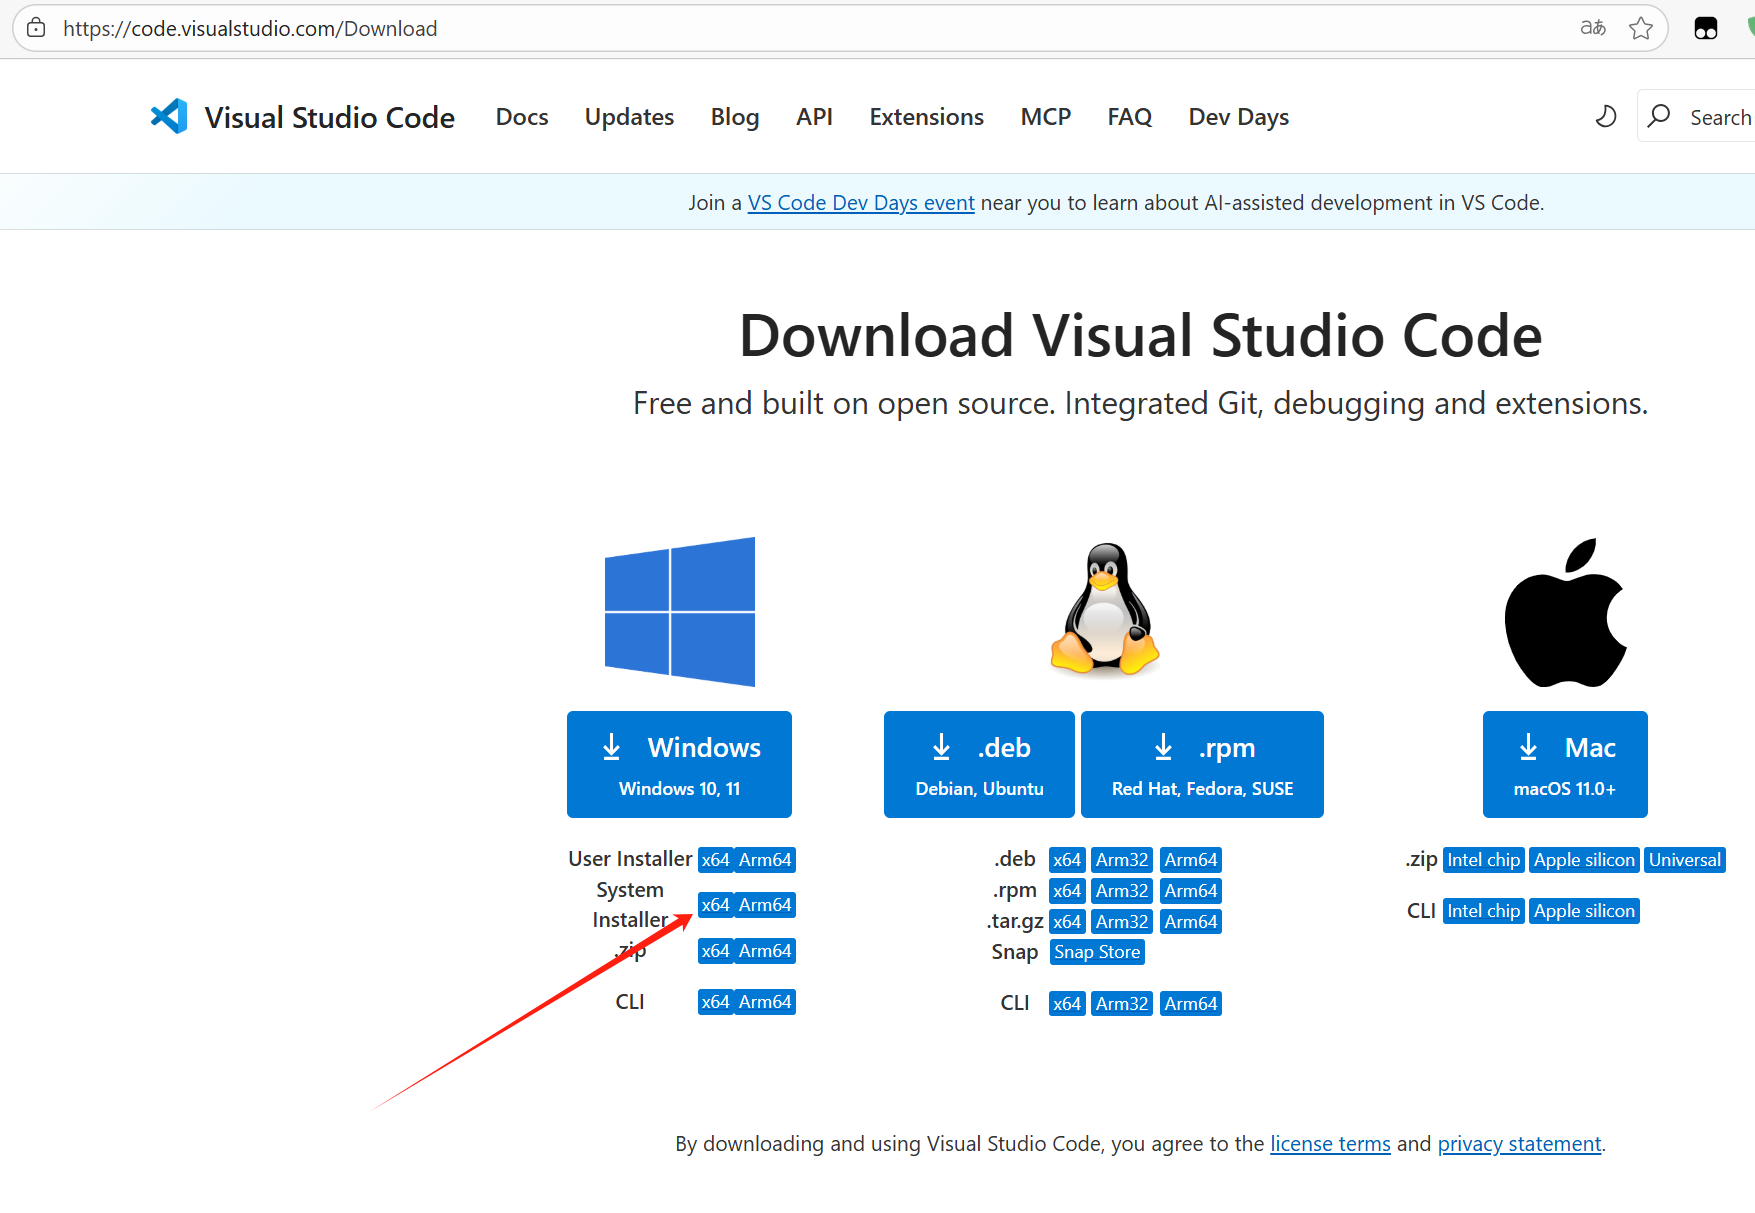 https://code.visualstudio.com/Download
aあ
Visual Studio Code Docs Updates Blog API Extensions MCP FAQ Dev Days Search
Join a VS Code Dev Days event near you to learn about AI-assisted development in VS Code.
Download Visual Studio Code
Free and built on open source. Integrated Git, debugging and extensions.
Windows
Windows 10, 11
User Installer x64 Arm64
System Installer x64 Arm64
.zip x64 Arm64
CLI x64 Arm64
.deb
Debian, Ubuntu
.rpm
Red Hat, Fedora, SUSE
.deb x64 Arm32 Arm64
.rpm x64 Arm32 Arm64
.tar.gz x64 Arm32 Arm64
Snap Snap Store
CLI x64 Arm32 Arm64
Mac
macOS 11.0+
.zip Intel chip Apple silicon Universal
CLI Intel chip Apple silicon
By downloading and using Visual Studio Code, you agree to the license terms and privacy statement.